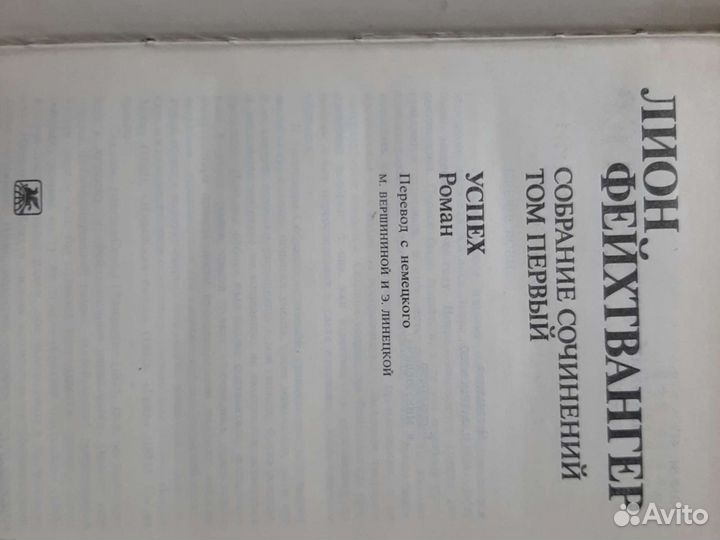 ЛИОН
ФЕЙХТВАНГЕР
СОБРАНИЕ СОЧИНЕНИЙ
ТОМ ПЕРВЫЙ
УСПЕХ
Роман
Перевод с немецкого
М. ВЕРШИНИНОЙ И Э. ЛИНЕЦКОЙ
Avito